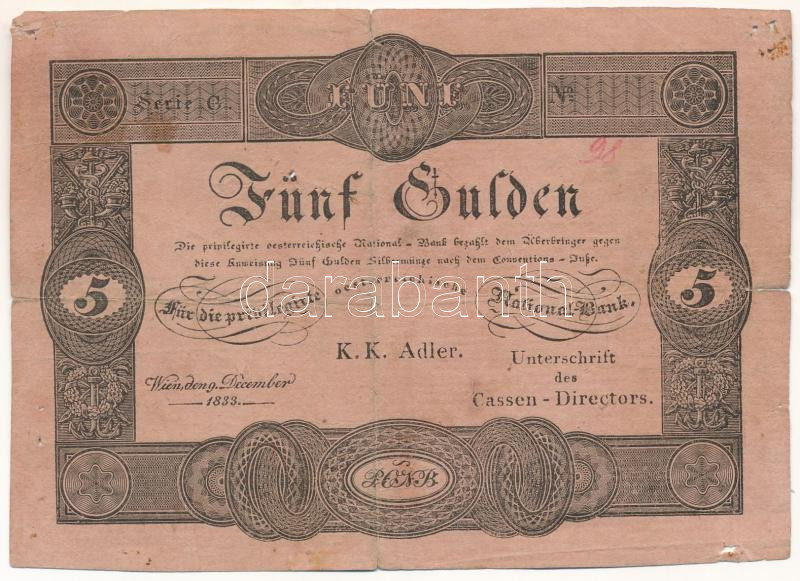 Serie C.
FÜNF
No.
98
Fünf Gulden
Die privilegirte oesterreichische National - Bank bezahlt dem Überbringer gegen
diese Anweisung Fünf Gulden Silbermünze nach dem Conventions - Fuße.
Für die privilegirte oesterreichische National-Bank.
5
5
darabanth
K. K. Adler.
Unterschrift
des
Cassen - Directors.
Wien, den 9. December
1833.
P.O.N.B.